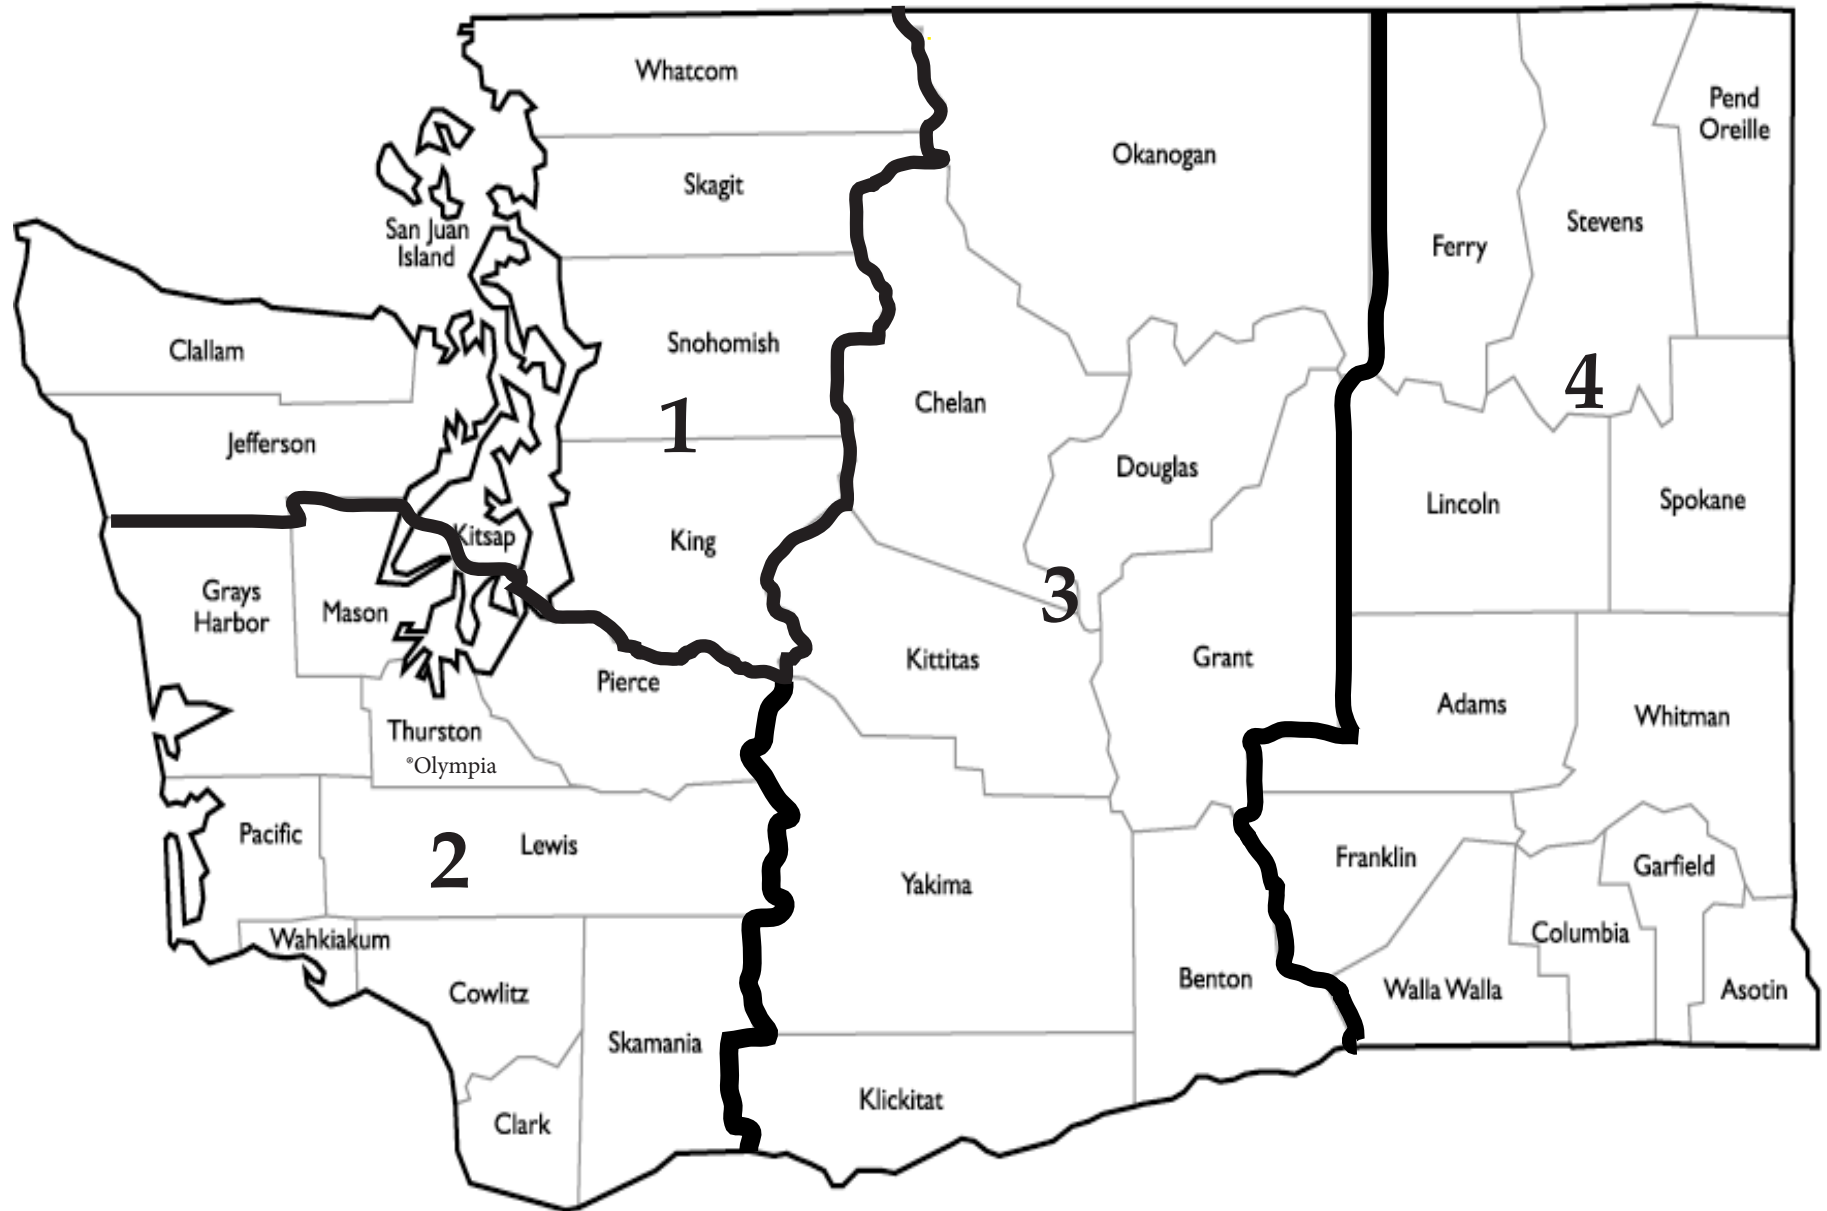 Whatcom
Pend
Oreille
Okanogan
Skagit
San Juan
Island
Stevens
Ferry
Clallam
Snohomish
4
Chelan
1
Jefferson
Douglas
Lincoln
Spokane
Kitsap
King
Grays
Harbor
Mason
3
Kittitas
Grant
Pierce
Adams
Whitman
Thurston
°Olympia
Pacific
2
Lewis
Franklin
Garfield
Yakima
Columbia
Wahkiakum
Benton
Walla Walla
Asotin
Cowlitz
Skamania
Klickitat
Clark